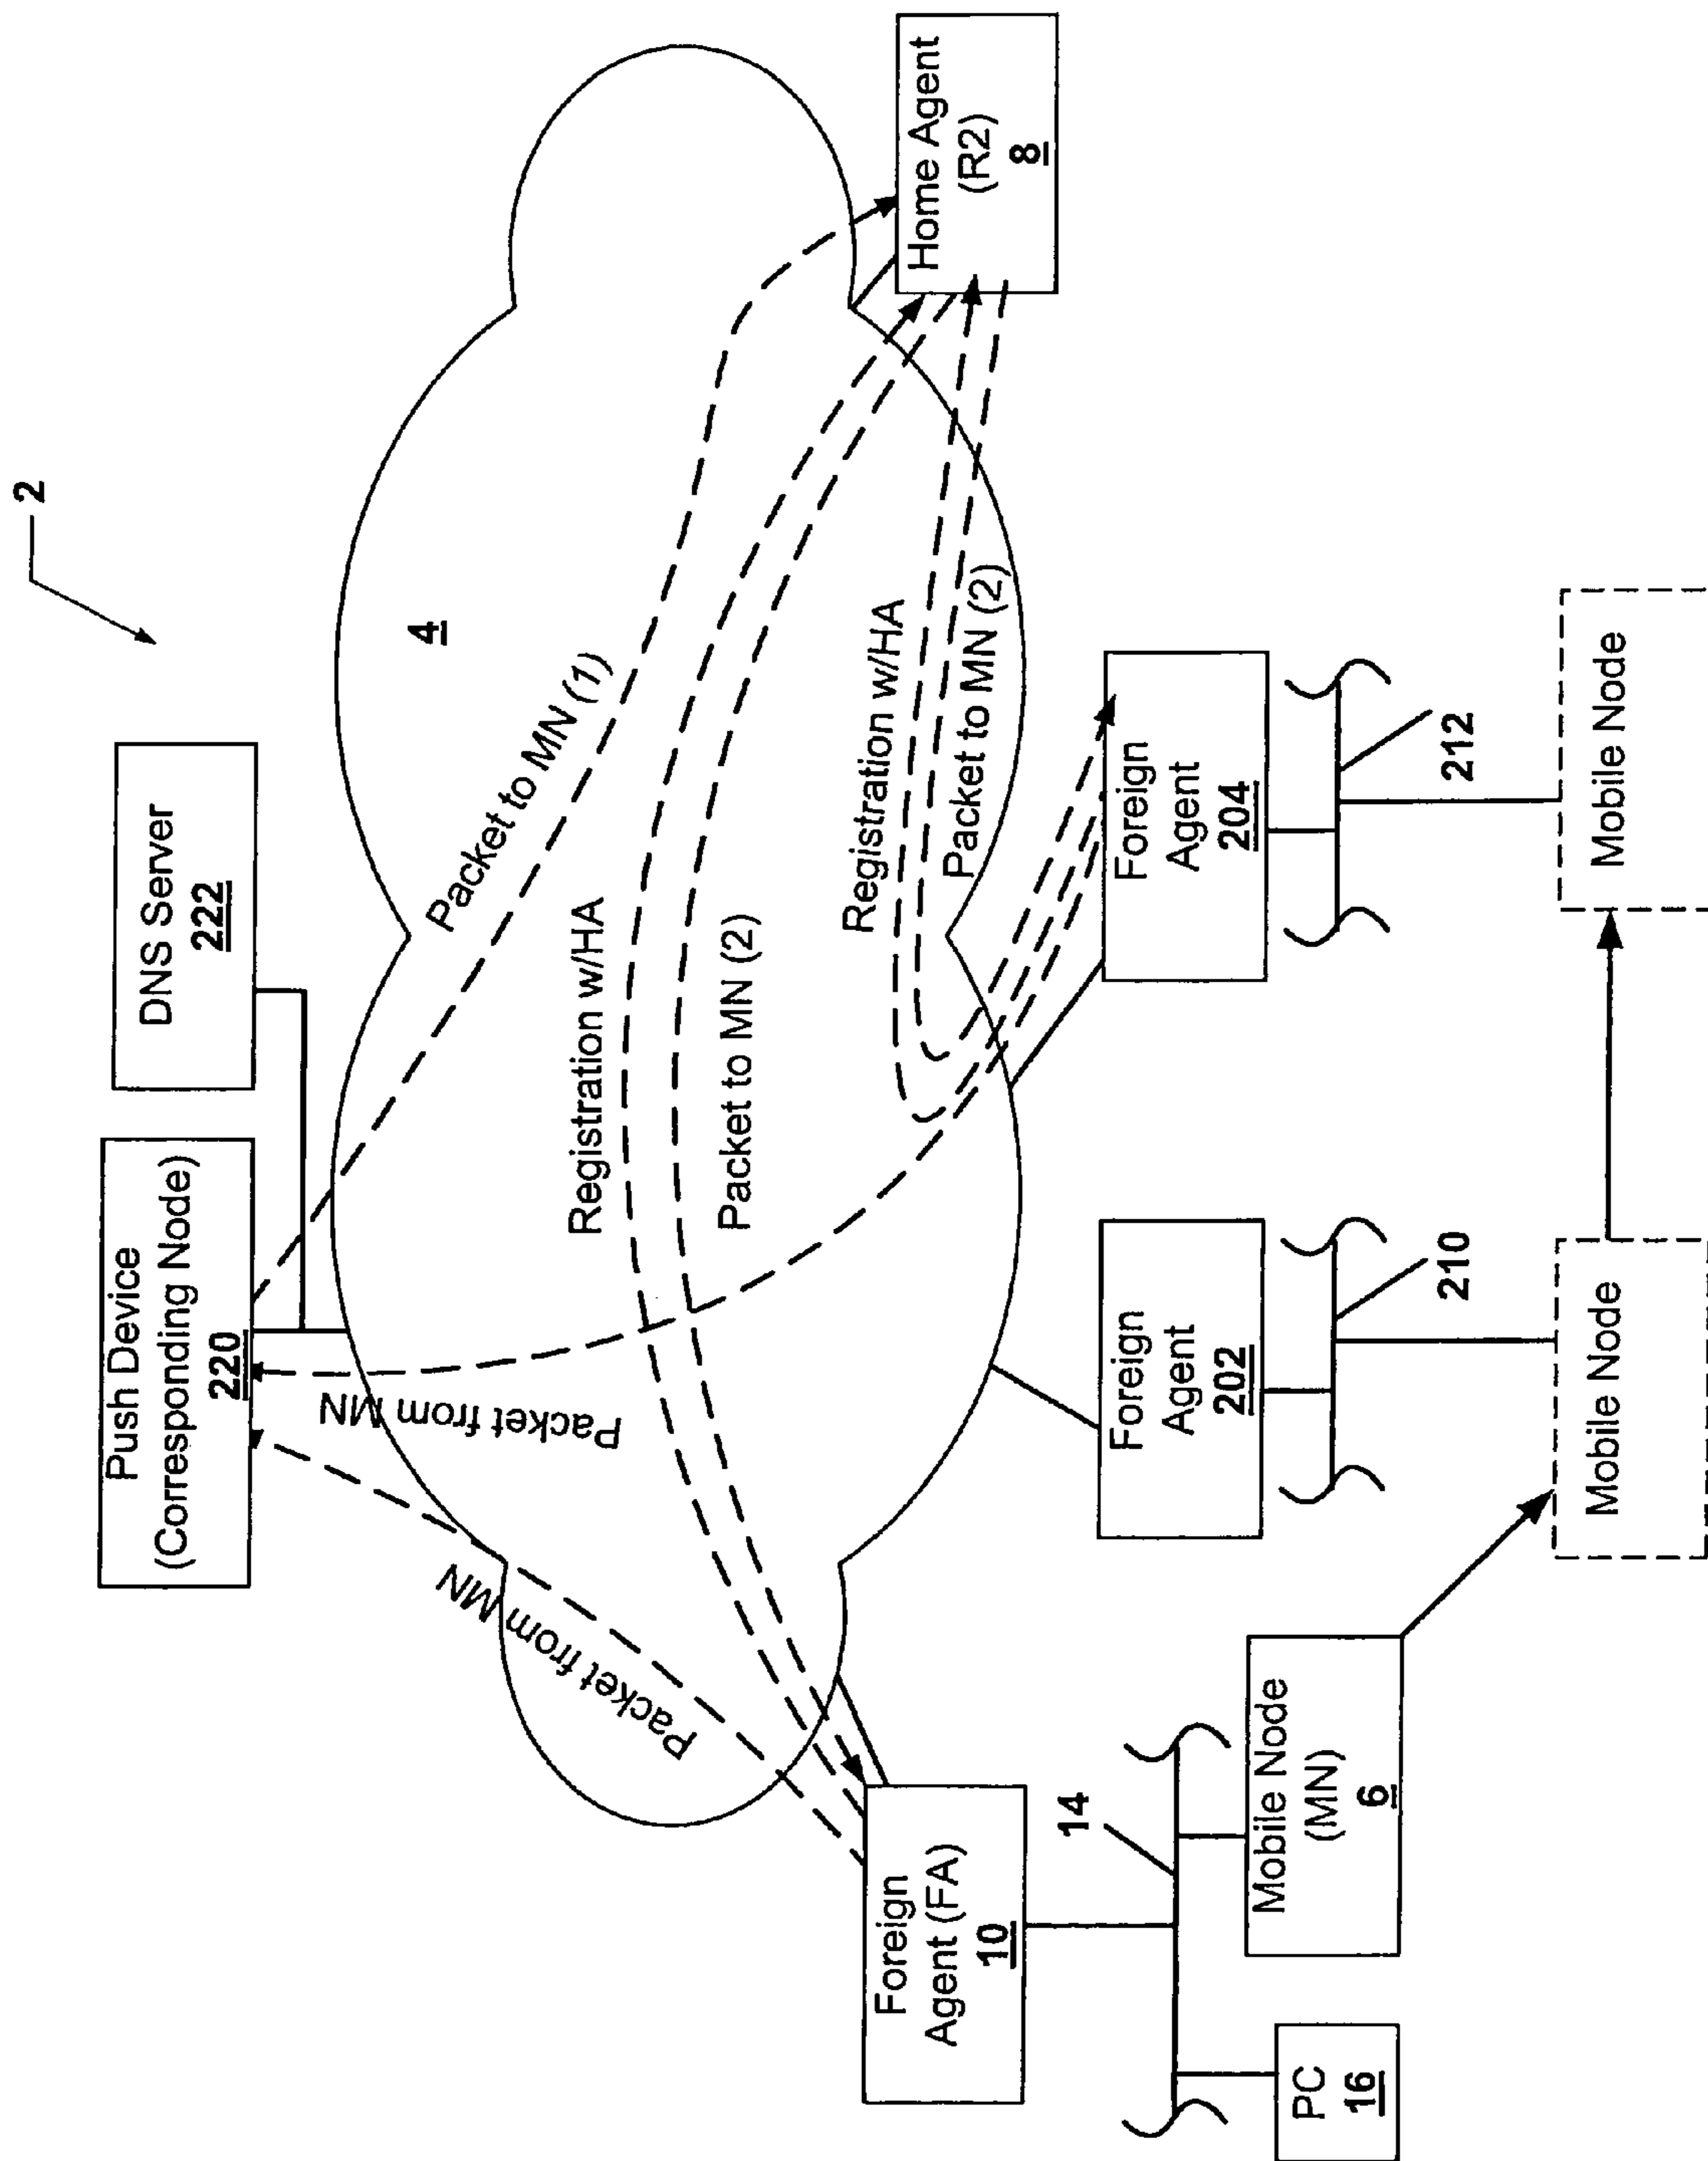 2
Push Device
(Corresponding Node)
220
DNS Server
222
4
Packet to MN (1)
Packet from MN
Packet from MN
Registration w/HA
Packet to MN (2)
Registration w/HA
Packet to MN (2)
Home Agent
(R2)
8
Foreign
Agent (FA)
10
Foreign
Agent
202
Foreign
Agent
204
14
210
212
PC
16
Mobile Node
(MN)
6
Mobile Node
Mobile Node